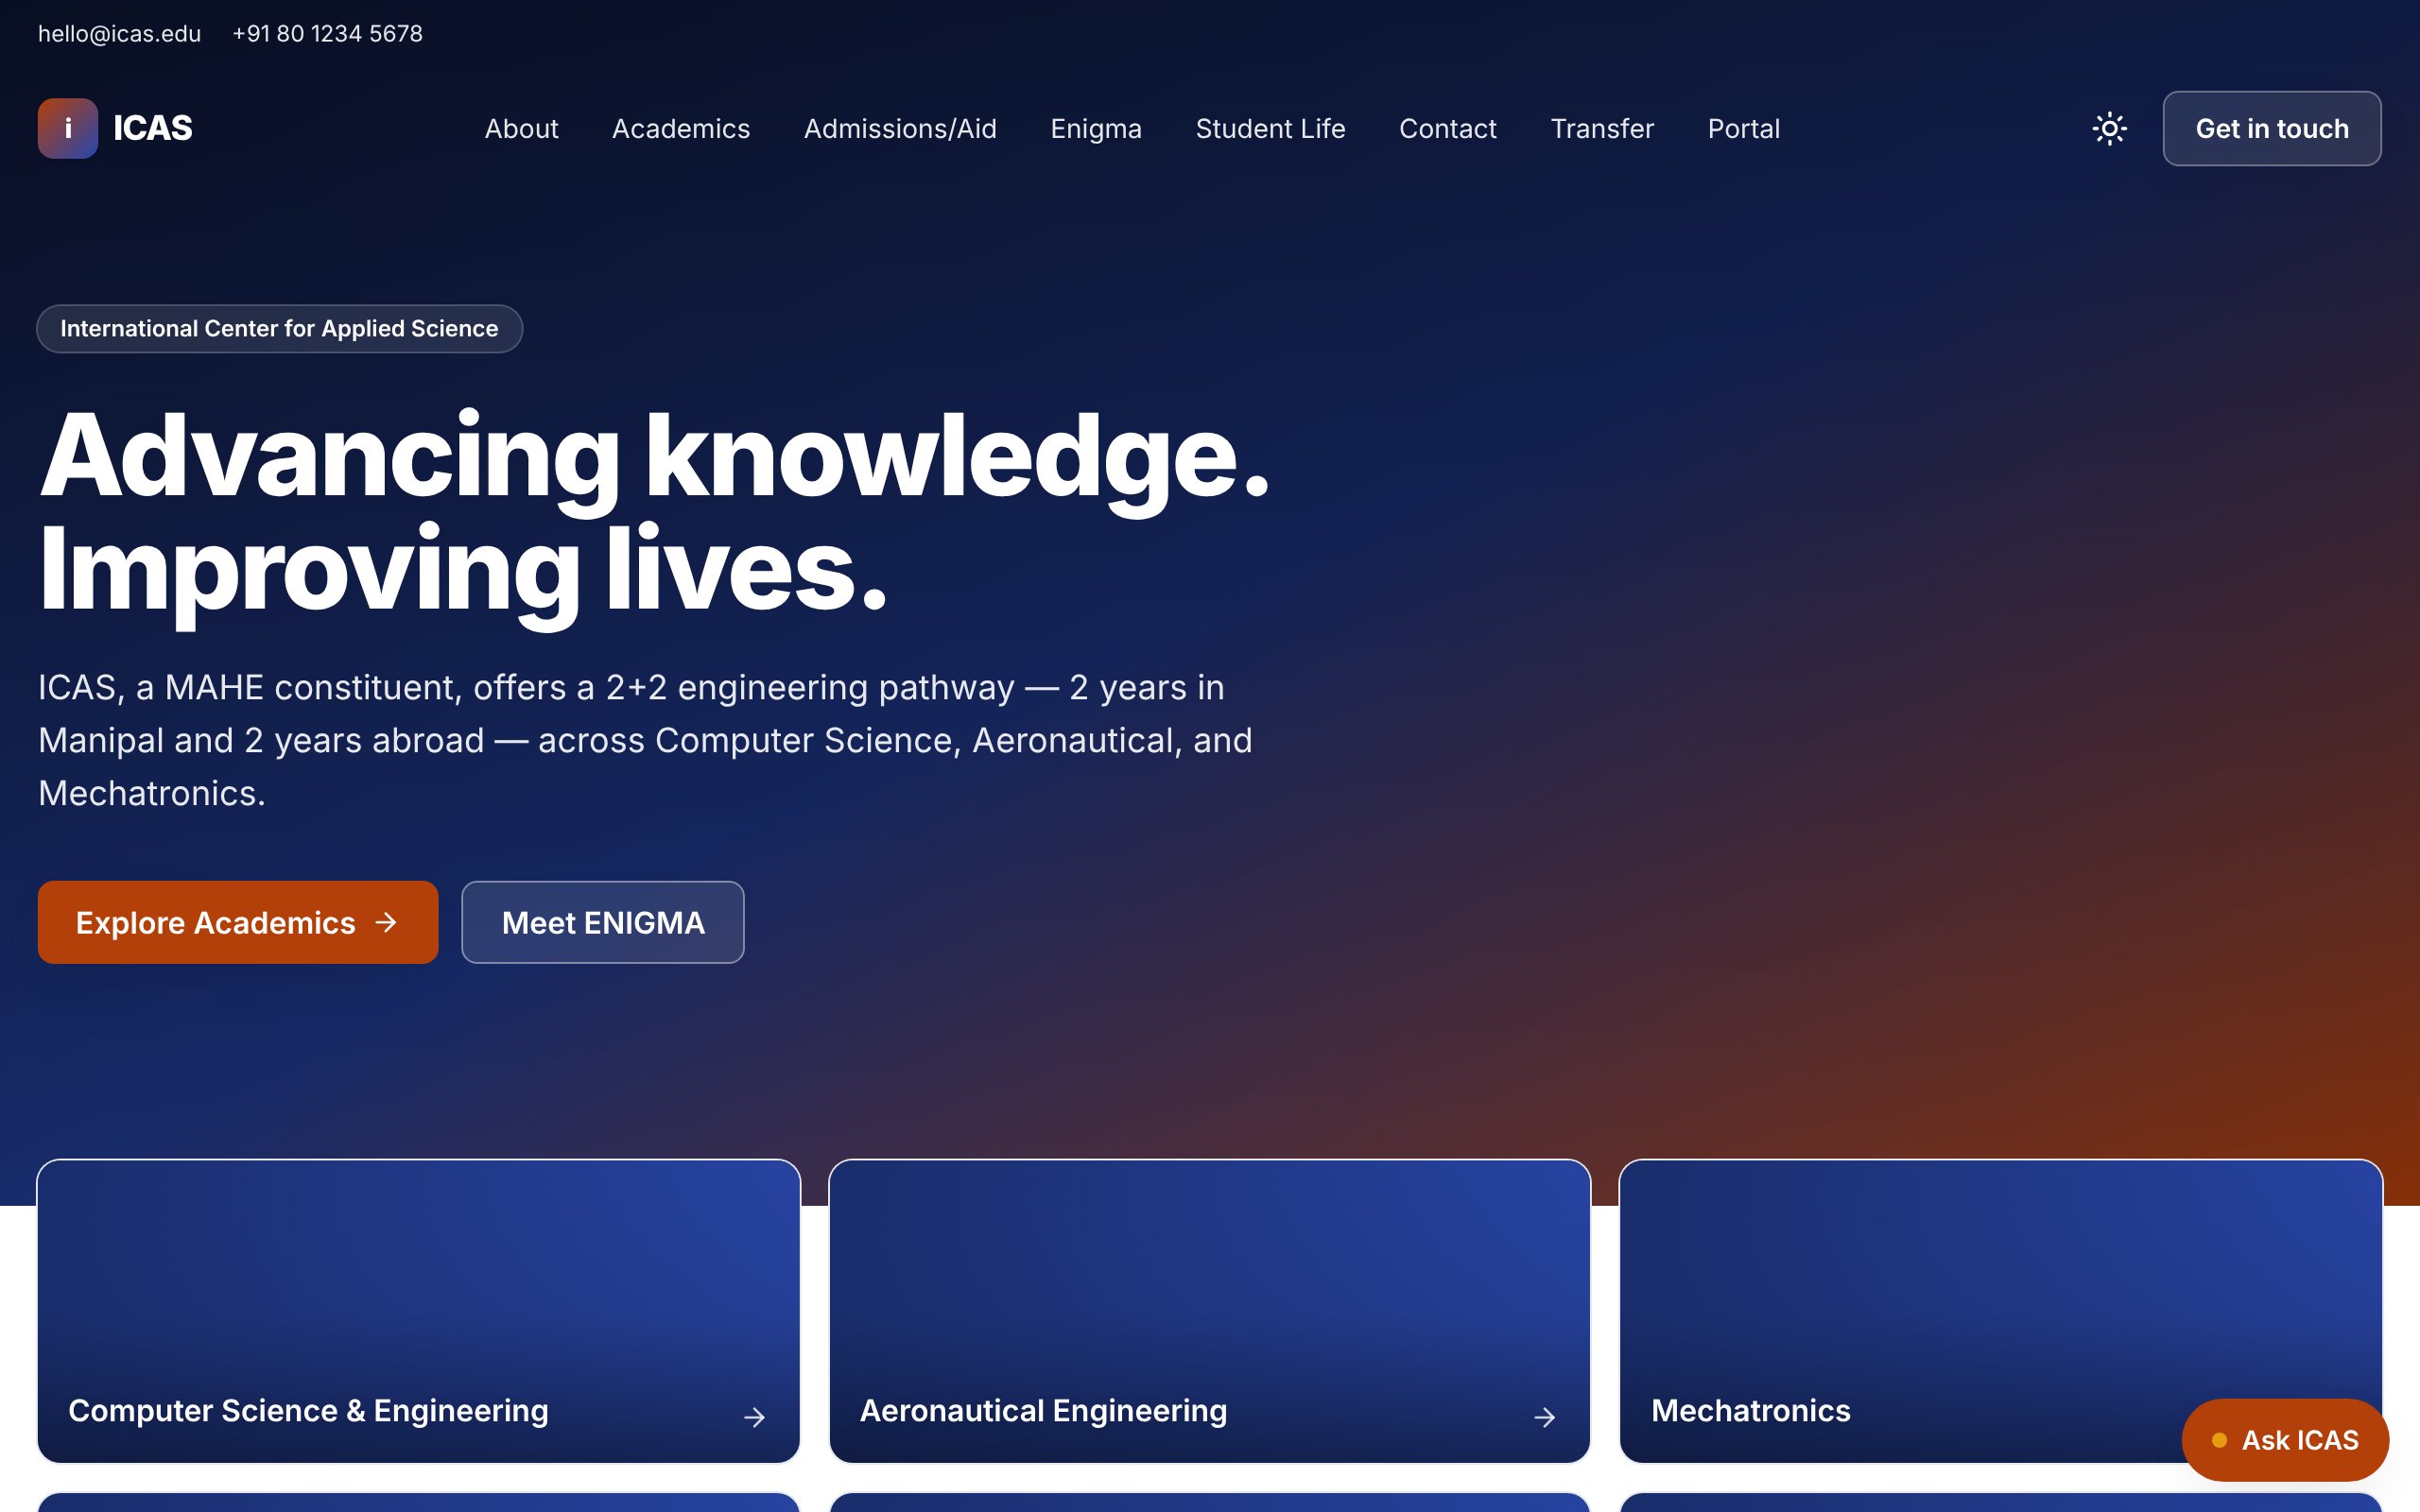 hello@icas.edu +91 80 1234 5678
i ICAS About Academics Admissions/Aid Enigma Student Life Contact Transfer Portal Get in touch
International Center for Applied Science
Advancing knowledge.
Improving lives.
ICAS, a MAHE constituent, offers a 2+2 engineering pathway — 2 years in
Manipal and 2 years abroad — across Computer Science, Aeronautical, and
Mechatronics.
Explore Academics → Meet ENIGMA
Computer Science & Engineering → Aeronautical Engineering → Mechatronics
Ask ICAS